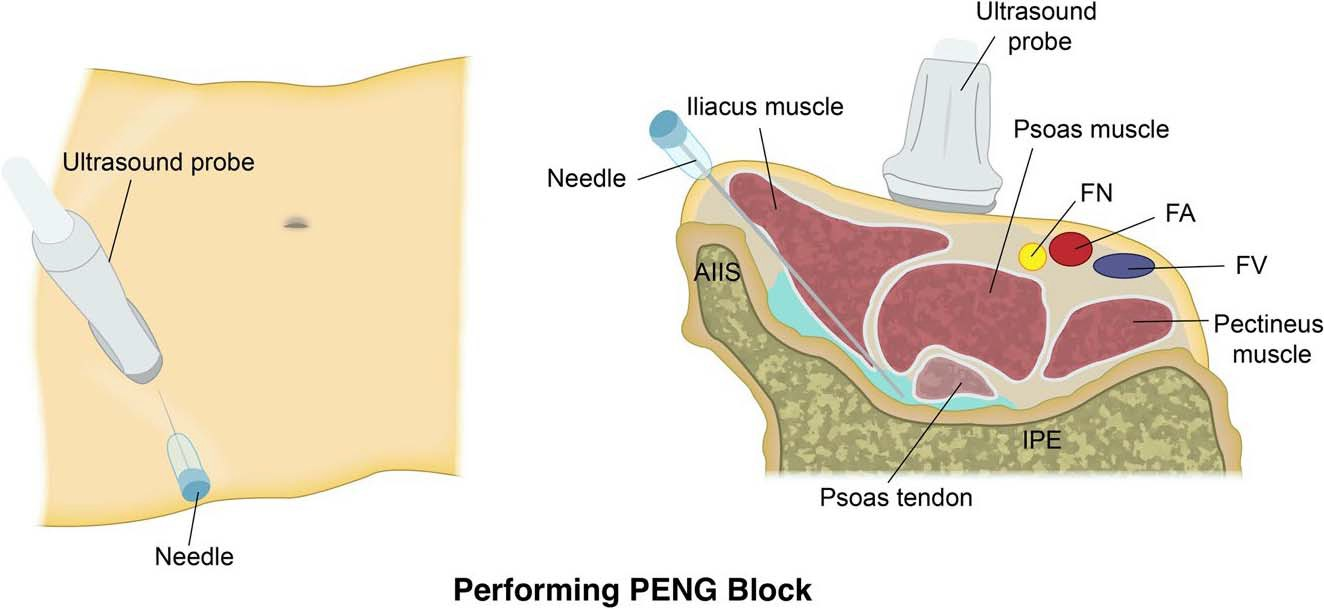 Ultrasound probe
Needle
Ultrasound
probe
Iliacus muscle
Psoas muscle
Needle
FN
FA
FV
AIIS
Pectineus
muscle
IPE
Psoas tendon
Performing PENG Block